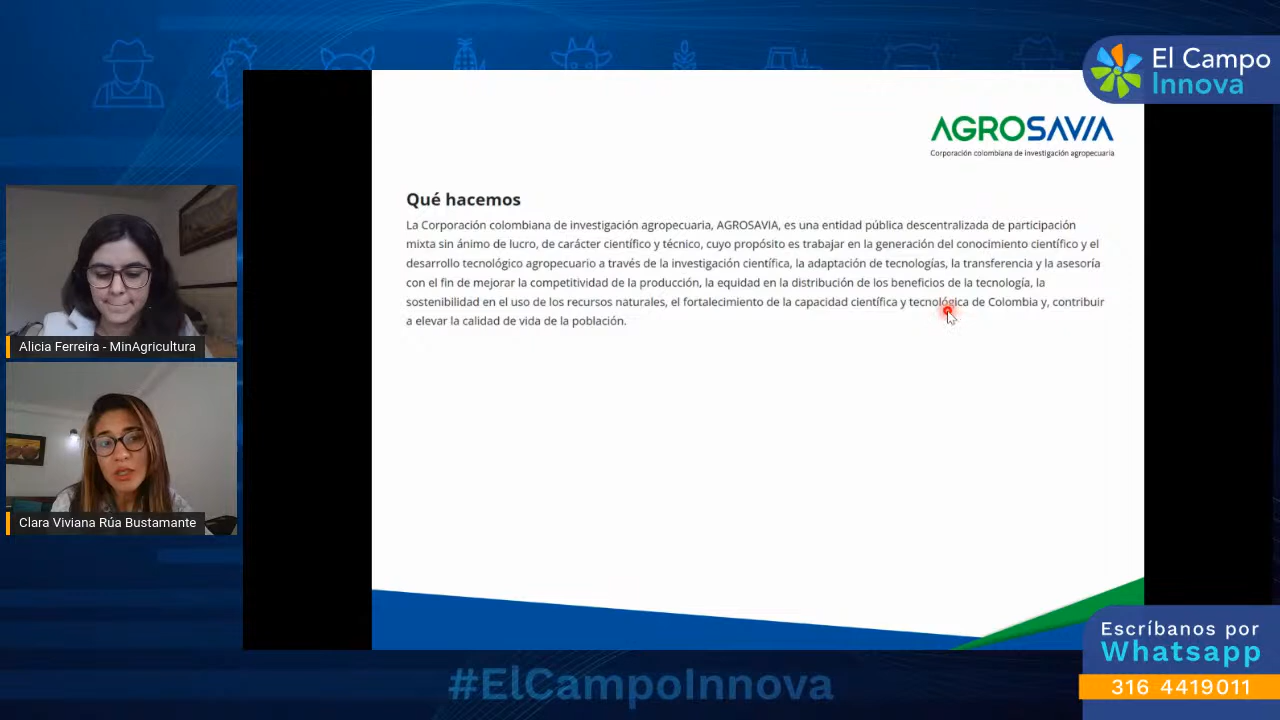 El Campo
Innova
AGROSAVIA
Corporación colombiana de investigación agropecuaria
Qué hacemos
La Corporación colombiana de investigación agropecuaria, AGROSAVIA, es una entidad pública descentralizada de participación
mixta sin ánimo de lucro, de carácter científico y técnico, cuyo propósito es trabajar en la generación del conocimiento científico y el
desarrollo tecnológico agropecuario a través de la investigación científica, la adaptación de tecnologías, la transferencia y la asesoría
con el fin de mejorar la competitividad de la producción, la equidad en la distribución de los beneficios de la tecnología, la
sostenibilidad en el uso de los recursos naturales, el fortalecimiento de la capacidad científica y tecnológica de Colombia y, contribuir
a elevar la calidad de vida de la población.
Alicia Ferreira - MinAgricultura
Clara Viviana Rúa Bustamante
Escríbanos por
Whatsapp
316 4419011
#ElCampoInnova